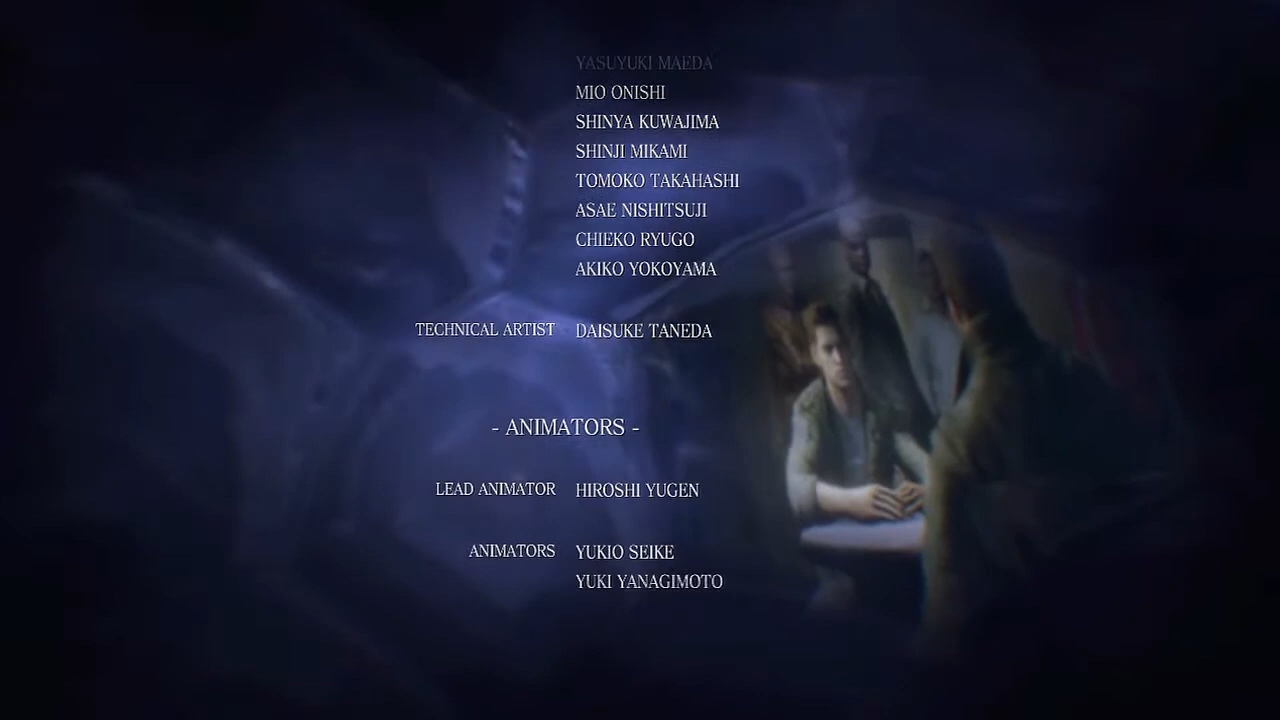 YASUYUKI MAEDA
MIO ONISHI
SHINYA KUWAJIMA
SHINJI MIKAMI
TOMOKO TAKAHASHI
ASAE NISHITSUJI
CHIEKO RYUGO
AKIKO YOKOYAMA
TECHNICAL ARTIST DAISUKE TANEDA
- ANIMATORS -
LEAD ANIMATOR HIROSHI YUGEN
ANIMATORS YUKIO SEIKE
YUKI YANAGIMOTO